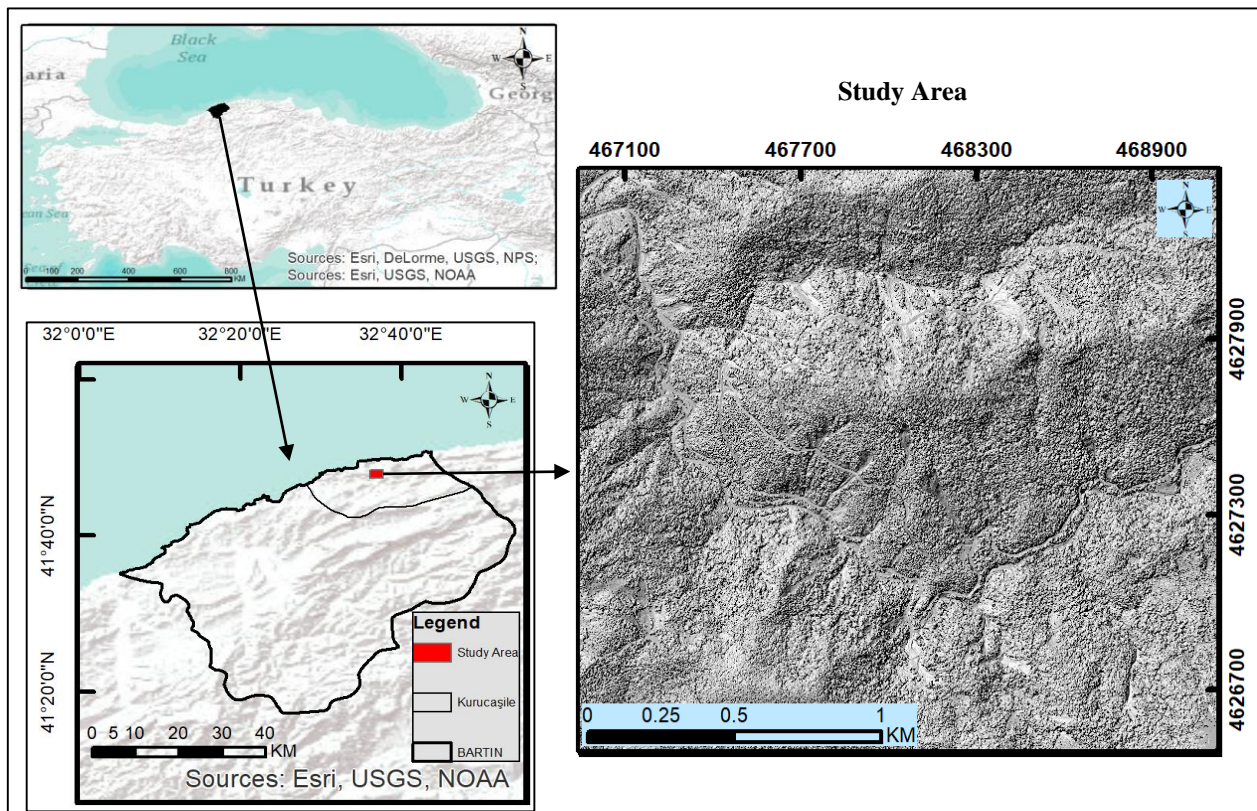 Black
Sea
N
W E
S
aria
Georg
Turkey
ean Sea
Sources: Esri, DeLorme, USGS, NPS;
Sources: Esri, USGS, NOAA
0 100 200 400 600 800
KM
32°0'0"E 32°20'0"E 32°40'0"E
N
W E
S
41°40'0"N
41°20'0"N
Legend
Study Area
Kurucaşile
BARTIN
0 5 10 20 30 40
KM
Sources: Esri, USGS, NOAA
Study Area
467100 467700 468300 468900
N
W E
S
4627900
4627300
4626700
0 0.25 0.5 1
KM